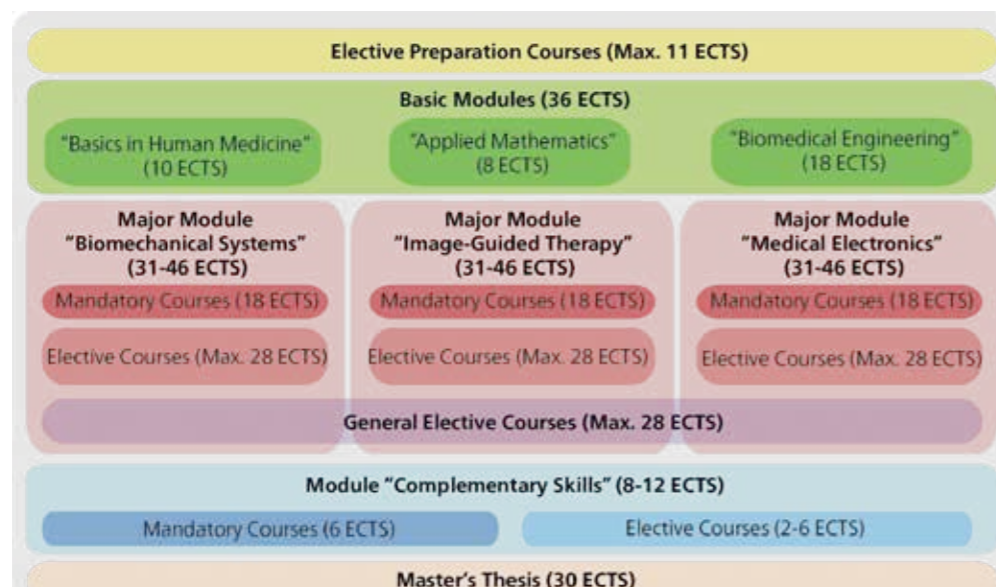 Elective Preparation Courses (Max. 11 ECTS)
Basic Modules (36 ECTS)
"Basics in Human Medicine"
(10 ECTS)
"Applied Mathematics"
(8 ECTS)
"Biomedical Engineering"
(18 ECTS)
Major Module
"Biomechanical Systems"
(31-46 ECTS)
Mandatory Courses (18 ECTS)
Elective Courses (Max. 28 ECTS)
Major Module
"Image-Guided Therapy"
(31-46 ECTS)
Mandatory Courses (18 ECTS)
Elective Courses (Max. 28 ECTS)
Major Module
"Medical Electronics"
(31-46 ECTS)
Mandatory Courses (18 ECTS)
Elective Courses (Max. 28 ECTS)
General Elective Courses (Max. 28 ECTS)
Module "Complementary Skills" (8-12 ECTS)
Mandatory Courses (6 ECTS)
Elective Courses (2-6 ECTS)
Master's Thesis (30 ECTS)